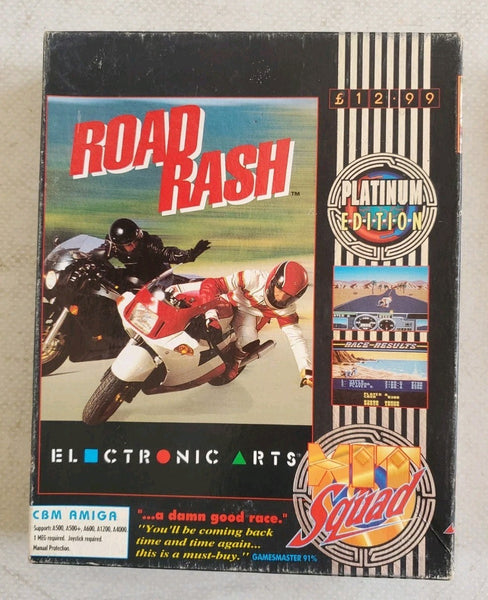 £12.99
ROAD
RASH™
PLATINUM
EDITION
RACE-RESULTS
ELECTRONIC ARTS™
HIT
Squad
CBM AMIGA
Supports A500, A500+, A600, A1200, A4000.
1 MEG required. Joystick required.
Manual Protection.
"...a damn good race."
"You'll be coming back
time and time again...
this is a must-buy." GAMESMASTER 91%